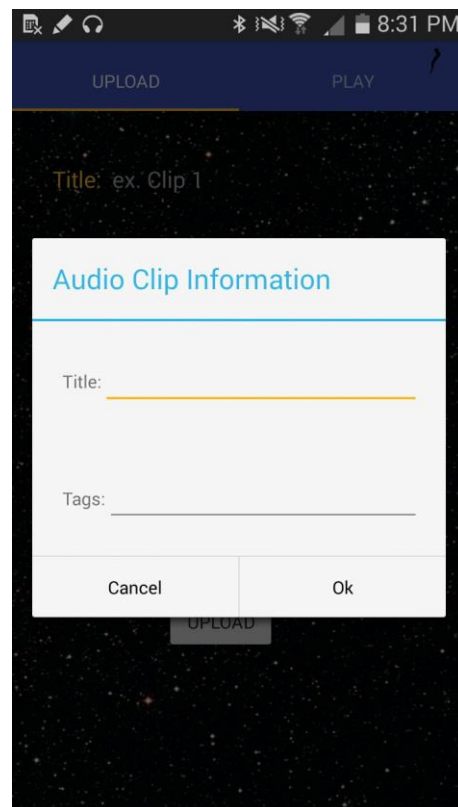 8:31 PM
UPLOAD PLAY
Title: ex. Clip 1
Audio Clip Information
Title:
Tags:
Cancel Ok
UPLOAD